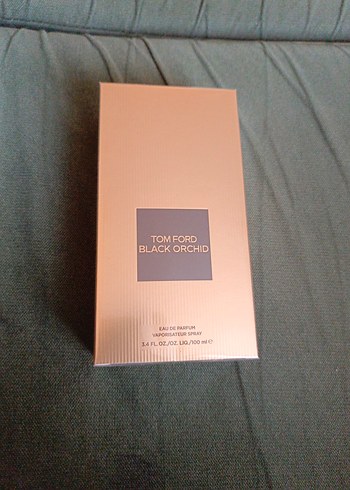 TOM FORD
BLACK ORCHID
EAU DE PARFUM
VAPORISATEUR SPRAY
3.4 FL.OZ./OZ. LIQ./100 ml ℮